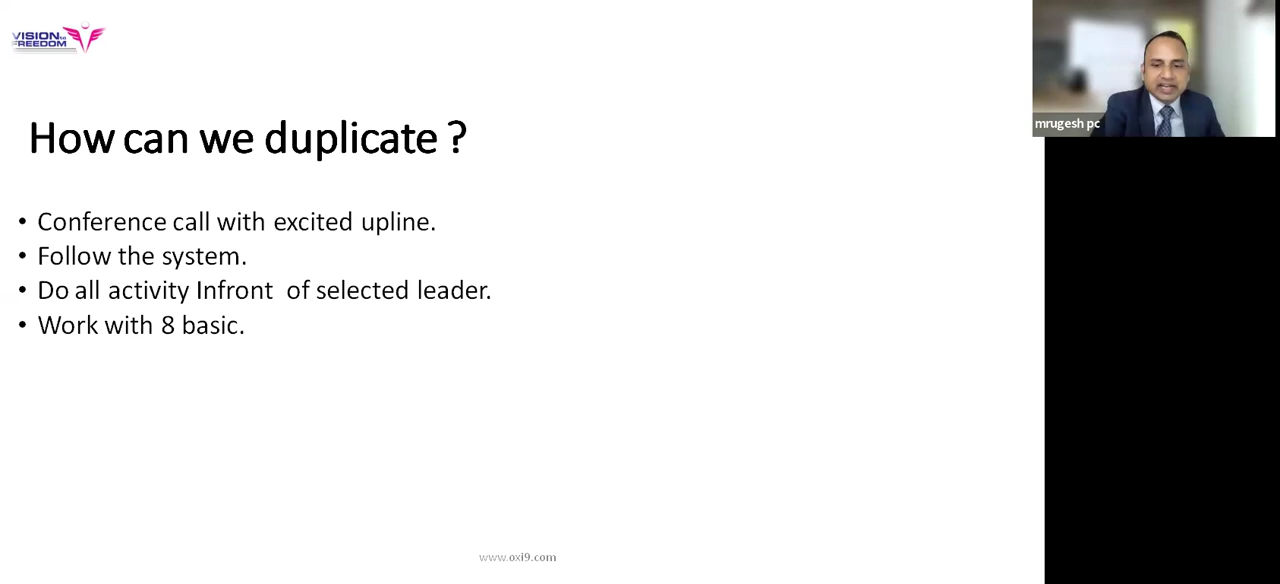 VISION to
FREEDOM
mrugesh pc
How can we duplicate ?
• Conference call with excited upline.
• Follow the system.
• Do all activity Infront of selected leader.
• Work with 8 basic.
www.oxi9.com